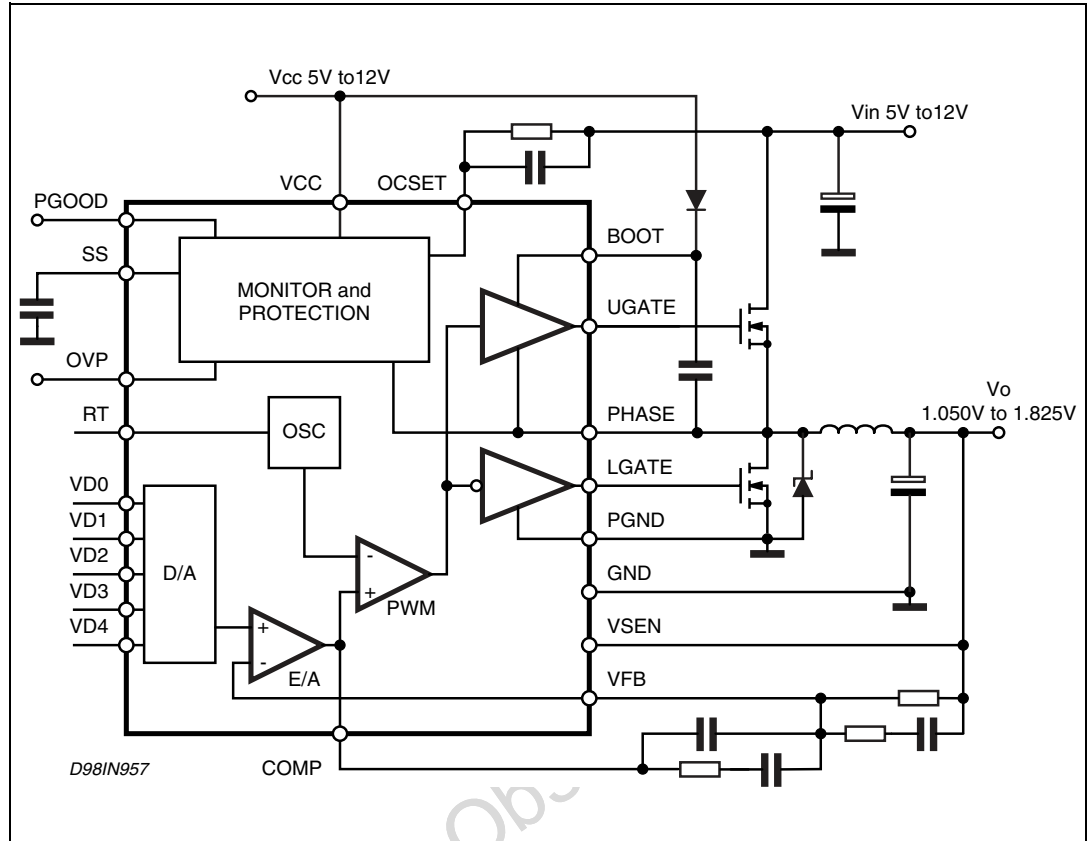 Vcc 5V to12V
Vin 5V to12V
VCC
OCSET
PGOOD
SS
MONITOR and
PROTECTION
BOOT
UGATE
OVP
PHASE
Vo
1.050V to 1.825V
RT
OSC
LGATE
VD0
VD1
VD2
VD3
VD4
D/A
PGND
-
+
PWM
GND
VSEN
+
-
E/A
VFB
COMP
D98IN957
Obs